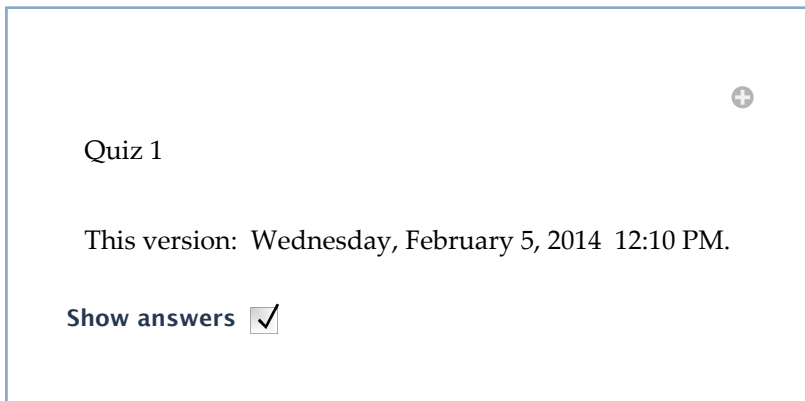 Quiz 1
This version:  Wednesday, February 5, 2014  12:10 PM.
Show answers